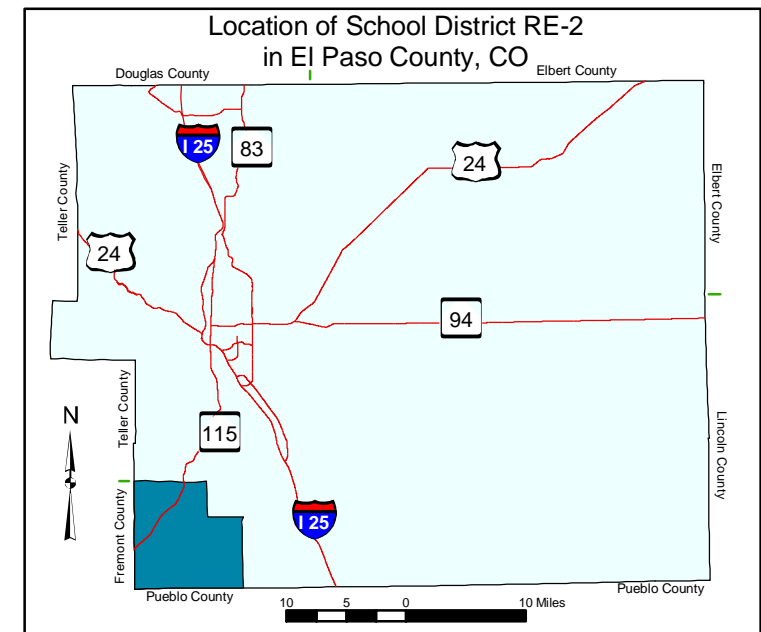 Location of School District RE-2
in El Paso County, CO
Douglas County
Elbert County
I 25
83
24
Teller County
Elbert County
24
94
Teller County
Lincoln County
N
115
Fremont County
I 25
Pueblo County
Pueblo County
10 5 0 10 Miles